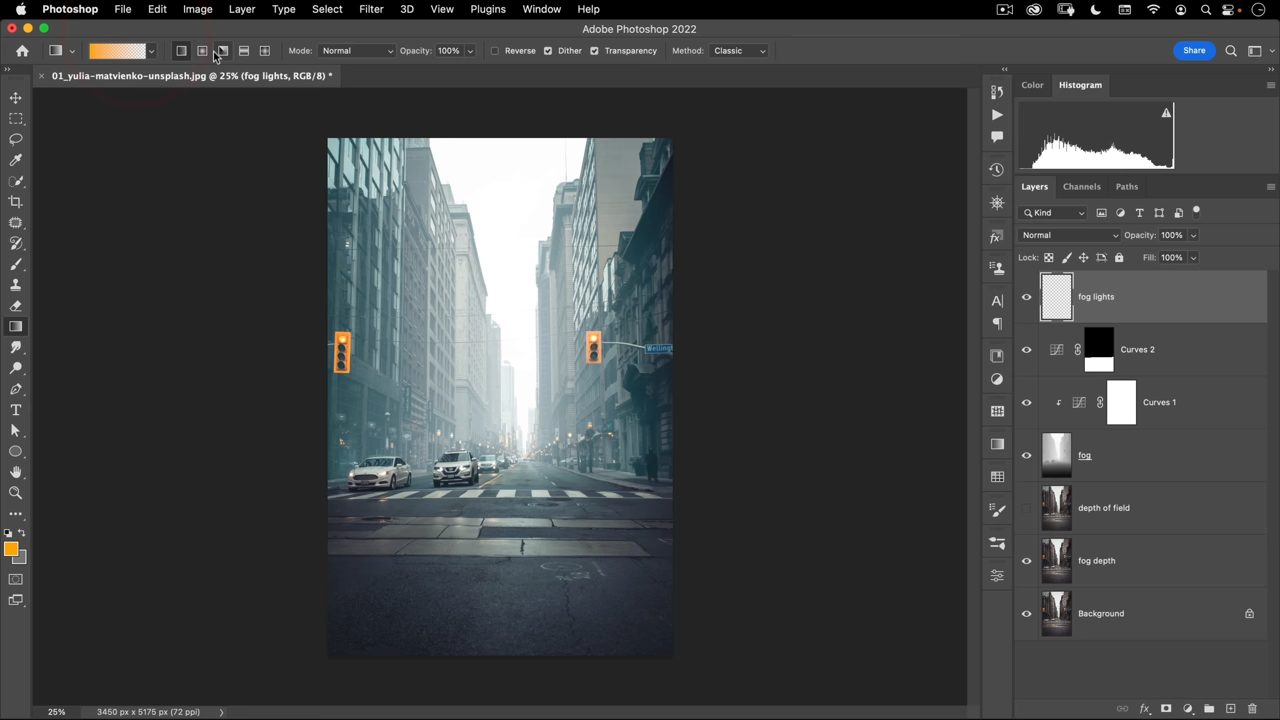 Photoshop File Edit Image Layer Type Select Filter 3D View Plugins Window Help
Adobe Photoshop 2022
Mode: Normal Opacity: 100% Reverse Dither Transparency Method: Classic Share
01_yulia-matvienko-unsplash.jpg @ 25% (fog lights, RGB/8) *
Color Histogram
Layers Channels Paths
Kind
Normal Opacity: 100%
Lock: Fill: 100%
fog lights
Curves 2
Curves 1
fog
depth of field
fog depth
Background
25% 3450 px x 5175 px (72 ppi)